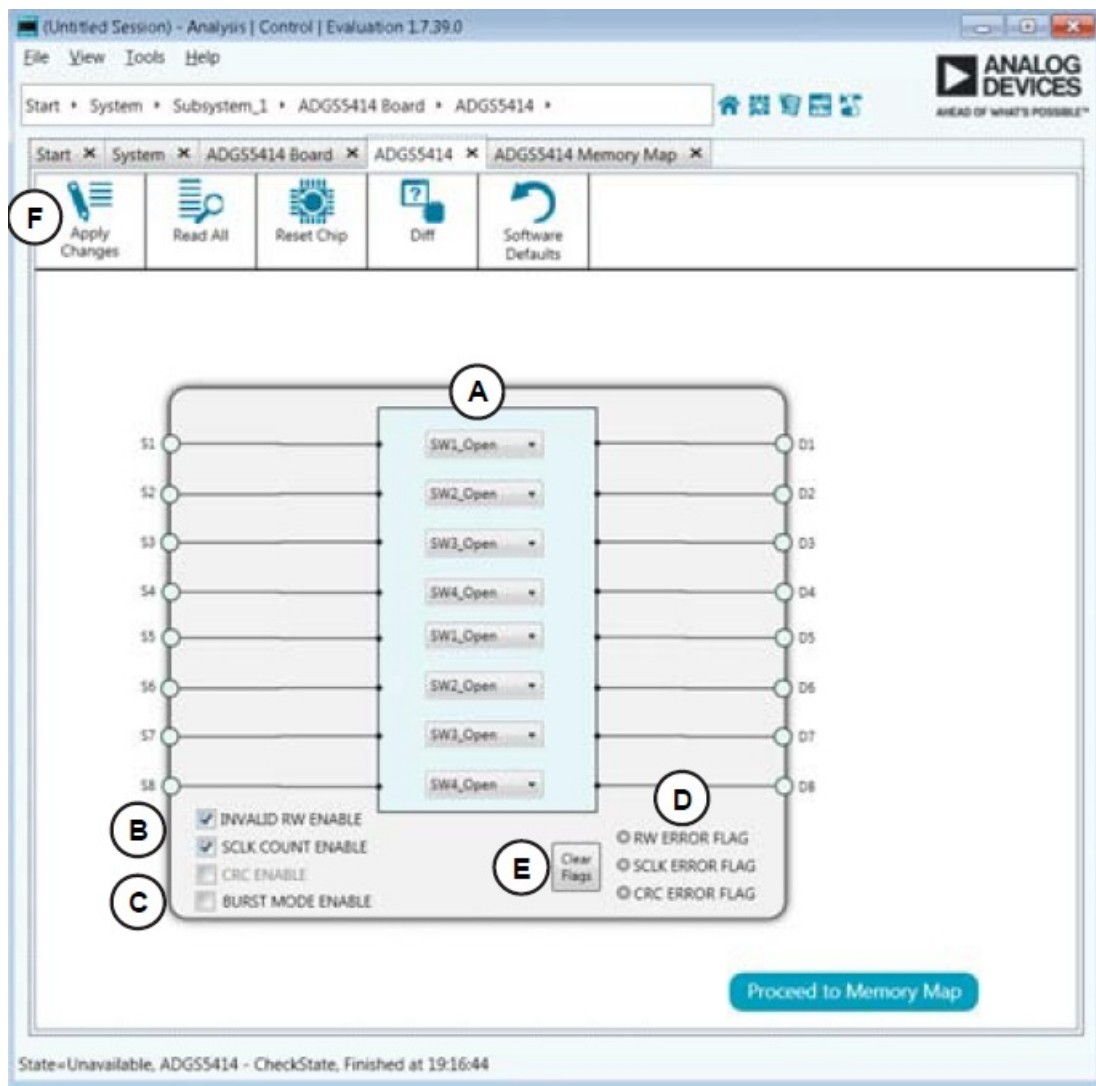 (Untitled Session) - Analysis | Control | Evaluation 1.7.39.0
File View Tools Help
ANALOG
DEVICES
AHEAD OF WHAT'S POSSIBLE™
Start System Subsystem_1 ADGS5414 Board ADGS5414
Start System ADGS5414 Board ADGS5414 ADGS5414 Memory Map
F
Apply
Changes
Read All
Reset Chip
Diff
Software
Defaults
A
S1 SW1_Open D1
S2 SW2_Open D2
S3 SW3_Open D3
S4 SW4_Open D4
S5 SW1_Open D5
S6 SW2_Open D6
S7 SW3_Open D7
S8 SW4_Open D8
B
INVALID RW ENABLE
SCLK COUNT ENABLE
CRC ENABLE
C
BURST MODE ENABLE
E
Clear
Flags
D
RW ERROR FLAG
SCLK ERROR FLAG
CRC ERROR FLAG
Proceed to Memory Map
State=Unavailable, ADGS5414 - CheckState, Finished at 19:16:44